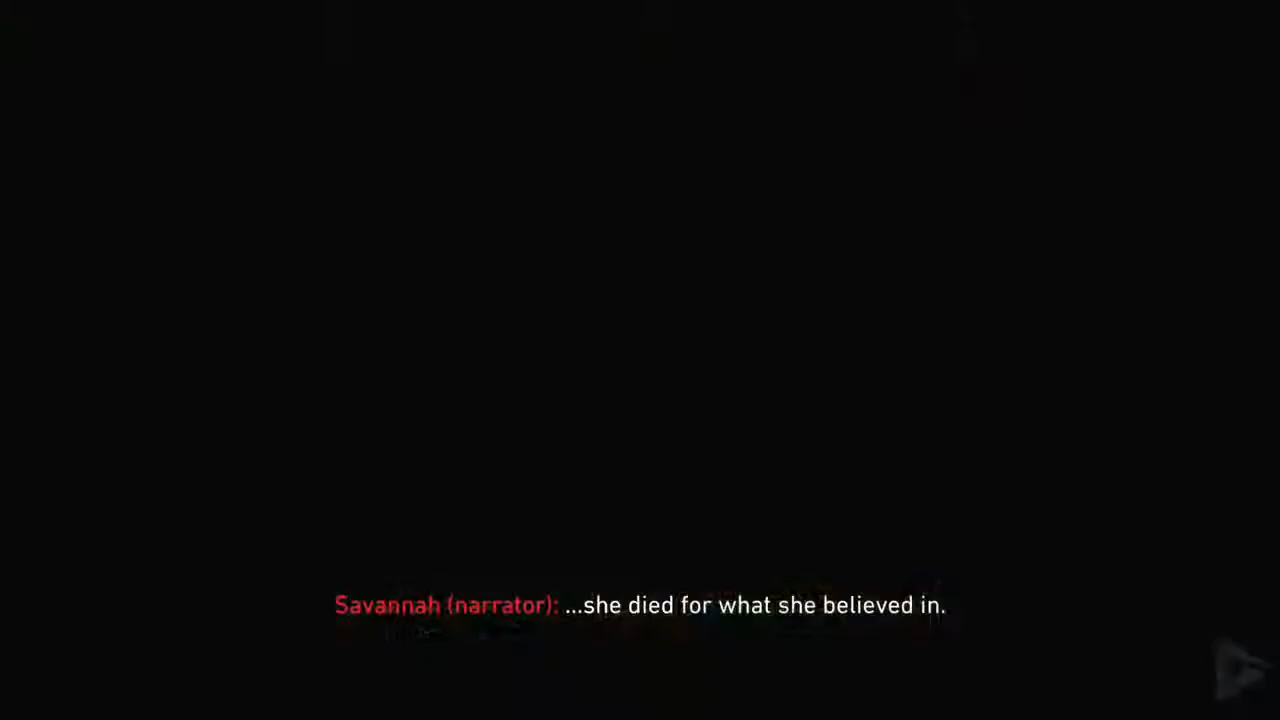 Savannah (narrator): ...she died for what she believed in.